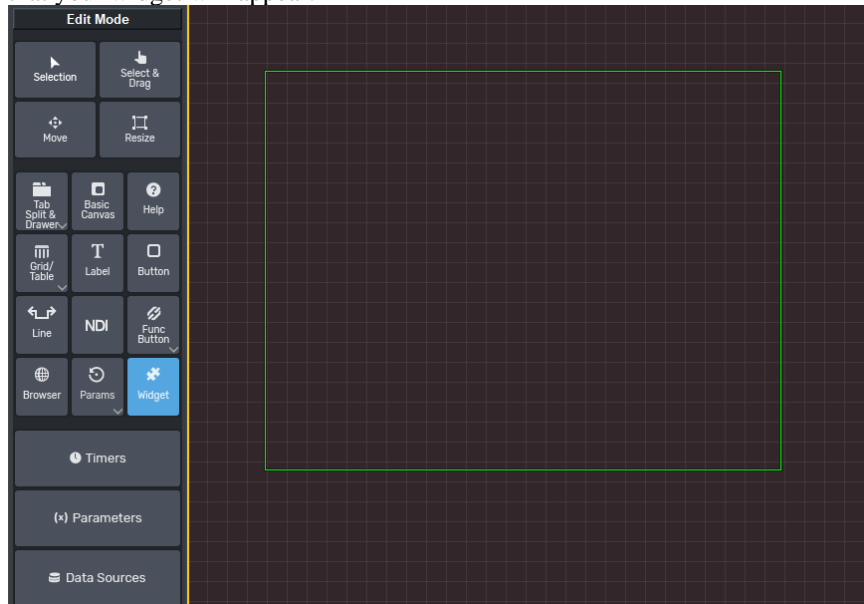 Edit Mode
Selection
Select &
Drag
Move
Resize
Tab
Split &
Drawer
Basic
Canvas
Help
Grid/
Table
T
Label
Button
Line
NDI
Func
Button
Browser
Params
Widget
Timers
(x) Parameters
Data Sources